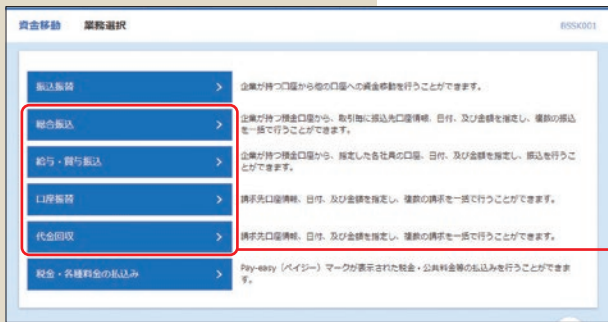 資金移動 業務選択 BSSK001
振込振替 企業が持つ口座から他の口座への資金移動を行うことができます。
総合振込 企業が持つ預金口座から、取引毎に振込先口座情報、日付、及び金額を指定し、複数の振込
を一括で行うことができます。
給与・賞与振込 企業が持つ預金口座から、指定した各社員の口座、日付、及び金額を指定し、振込を行うこ
とができます。
口座振替 請求先口座情報、日付、及び金額を指定し、複数の請求を一括で行うことができます。
代金回収 請求先口座情報、日付、及び金額を指定し、複数の請求を一括で行うことができます。
税金・各種料金の払込み Pay-easy（ペイジー）マークが表示された税金・公共料金等の払込みを行うことができま
す。